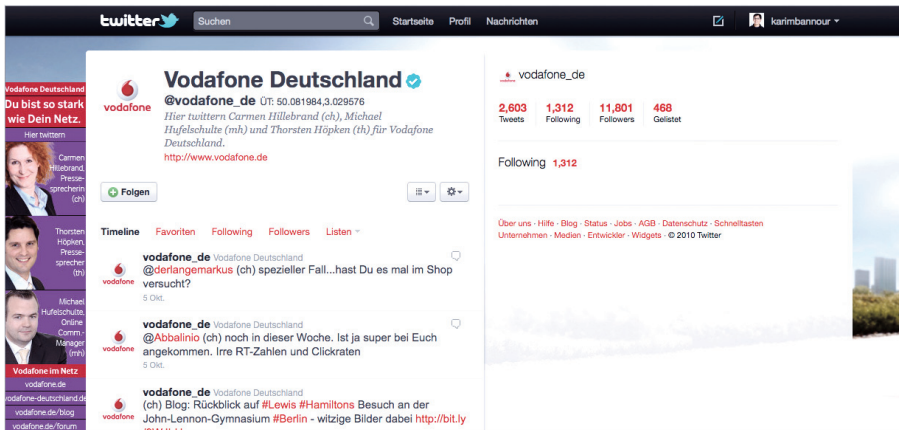 twitter
Suchen
Startseite Profil Nachrichten
karimbannour
Vodafone Deutschland
Du bist so stark
wie Dein Netz.
Hier twittern
Carmen
Hillebrand,
Presse-
sprecherin
(ch)
Thorsten
Höpken,
Presse-
sprecher
(th)
Michael
Hufelschulte,
Online
Comm.-
Manager
(mh)
Vodafone im Netz
vodafone.de
vodafone-deutschland.de
vodafone.de/blog
vodafone.de/forum
vodafone
Vodafone Deutschland
@vodafone_de ÜT: 50.081984,3.029576
Hier twittern Carmen Hillebrand (ch), Michael
Hufelschulte (mh) und Thorsten Höpken (th) für Vodafone
Deutschland.
http://www.vodafone.de
Folgen
Timeline Favoriten Following Followers Listen
vodafone
vodafone_de Vodafone Deutschland
@derlangemarkus (ch) spezieller Fall...hast Du es mal im Shop
versucht?
5 Okt.
vodafone
vodafone_de Vodafone Deutschland
@Abbalinio (ch) noch in dieser Woche. Ist ja super bei Euch
angekommen. Irre RT-Zahlen und Clickraten
5 Okt.
vodafone
vodafone_de Vodafone Deutschland
(ch) Blog: Rückblick auf #Lewis #Hamiltons Besuch an der
John-Lennon-Gymnasium #Berlin - witzige Bilder dabei http://bit.ly
vodafone_de
2,603 1,312 11,801 468
Tweets Following Followers Gelistet
Following 1,312
Über uns · Hilfe · Blog · Status · Jobs · AGB · Datenschutz · Schnelltasten
Unternehmen · Medien · Entwickler · Widgets · © 2010 Twitter